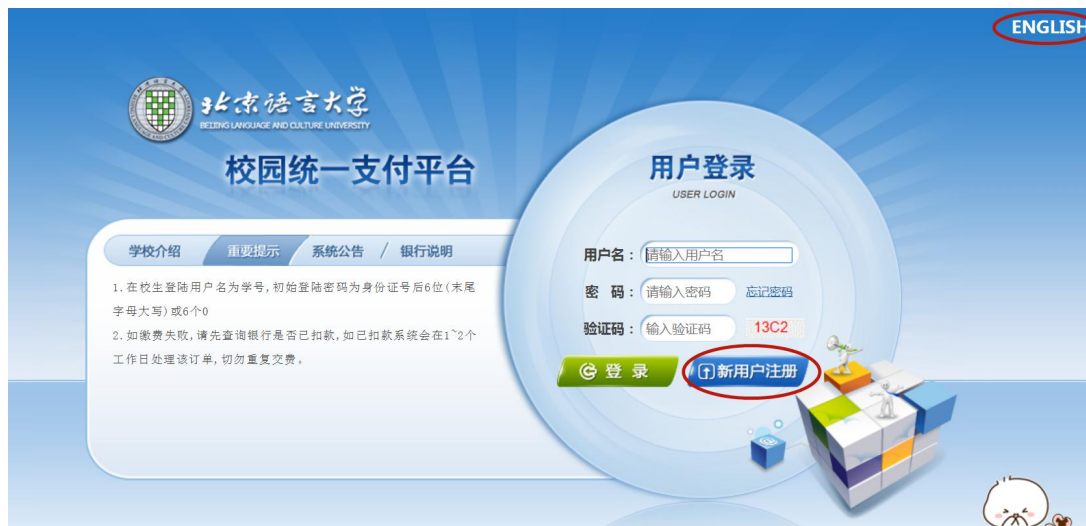 ENGLISH
北京语言大学
BEIJING LANGUAGE AND CULTURE UNIVERSITY
校园统一支付平台
学校介绍 重要提示 系统公告 / 银行说明
1.在校生登陆用户名为学号,初始登陆密码为身份证号后6位(末尾
字母大写)或6个0
2.如缴费失败,请先查询银行是否已扣款,如已扣款系统会在1~2个
工作日处理该订单,切勿重复交费。
用户登录
USER LOGIN
用户名： 请输入用户名
密 码： 请输入密码 忘记密码
验证码： 输入验证码 13C2
登 录 新用户注册